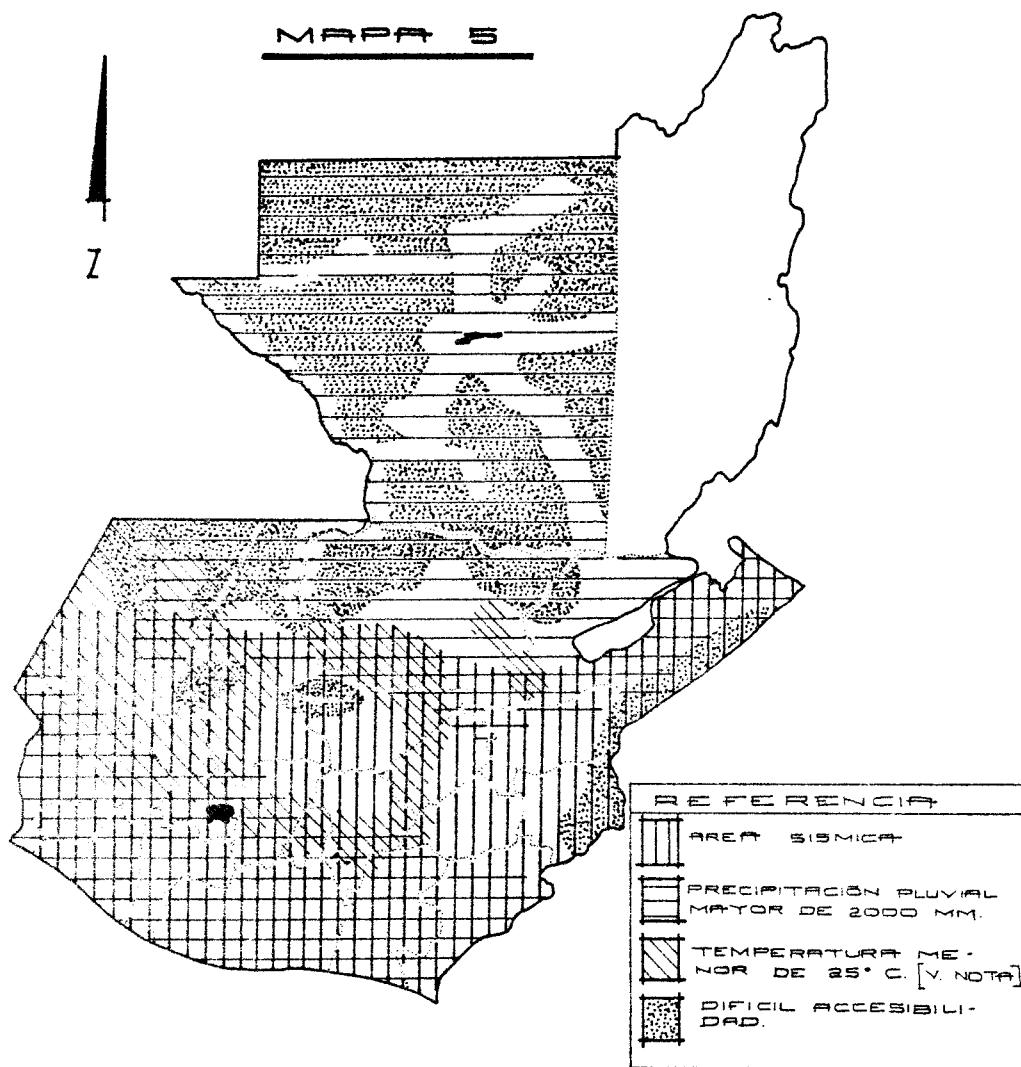 MAPA 5
N
REFERENCIA
AREA SISMICA
PRECIPITACIÓN PLUVIAL
MAYOR DE 2000 MM.
TEMPERATURA ME-
NOR DE 25° C. [V. NOTA]
DIFICIL ACCESIBILI-
DAD.